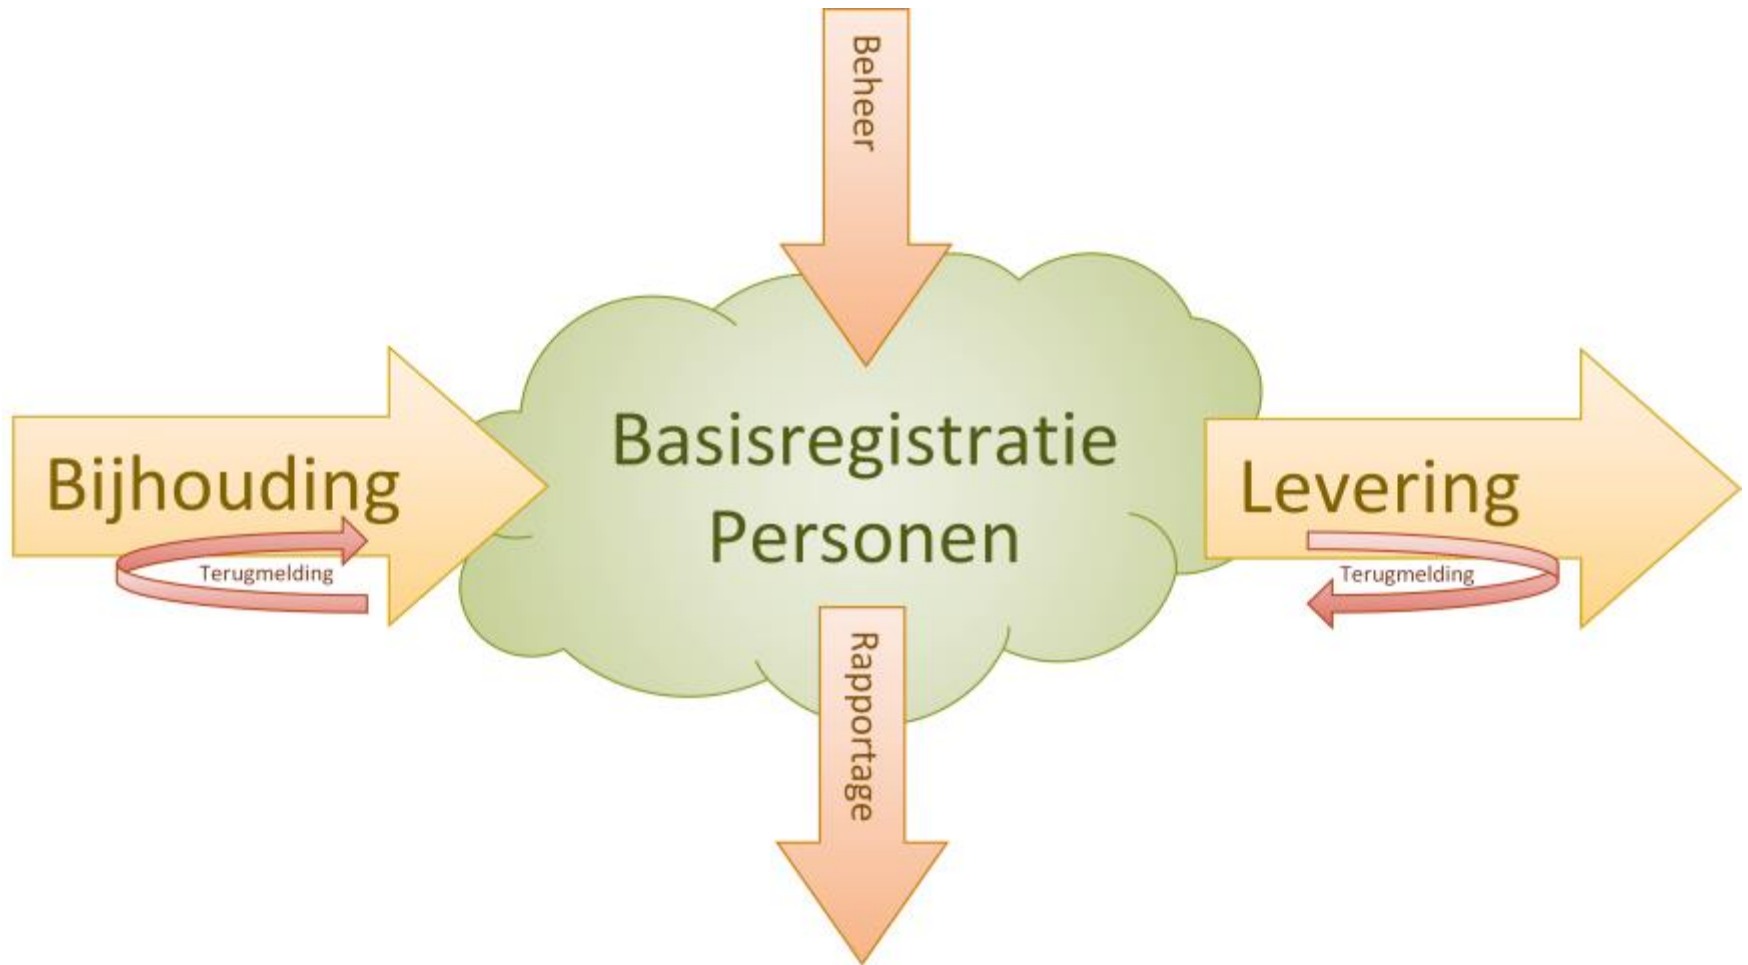 Beheer
Basisregistratie
Personen
Bijhouding
Terugmelding
Levering
Terugmelding
Rapportage